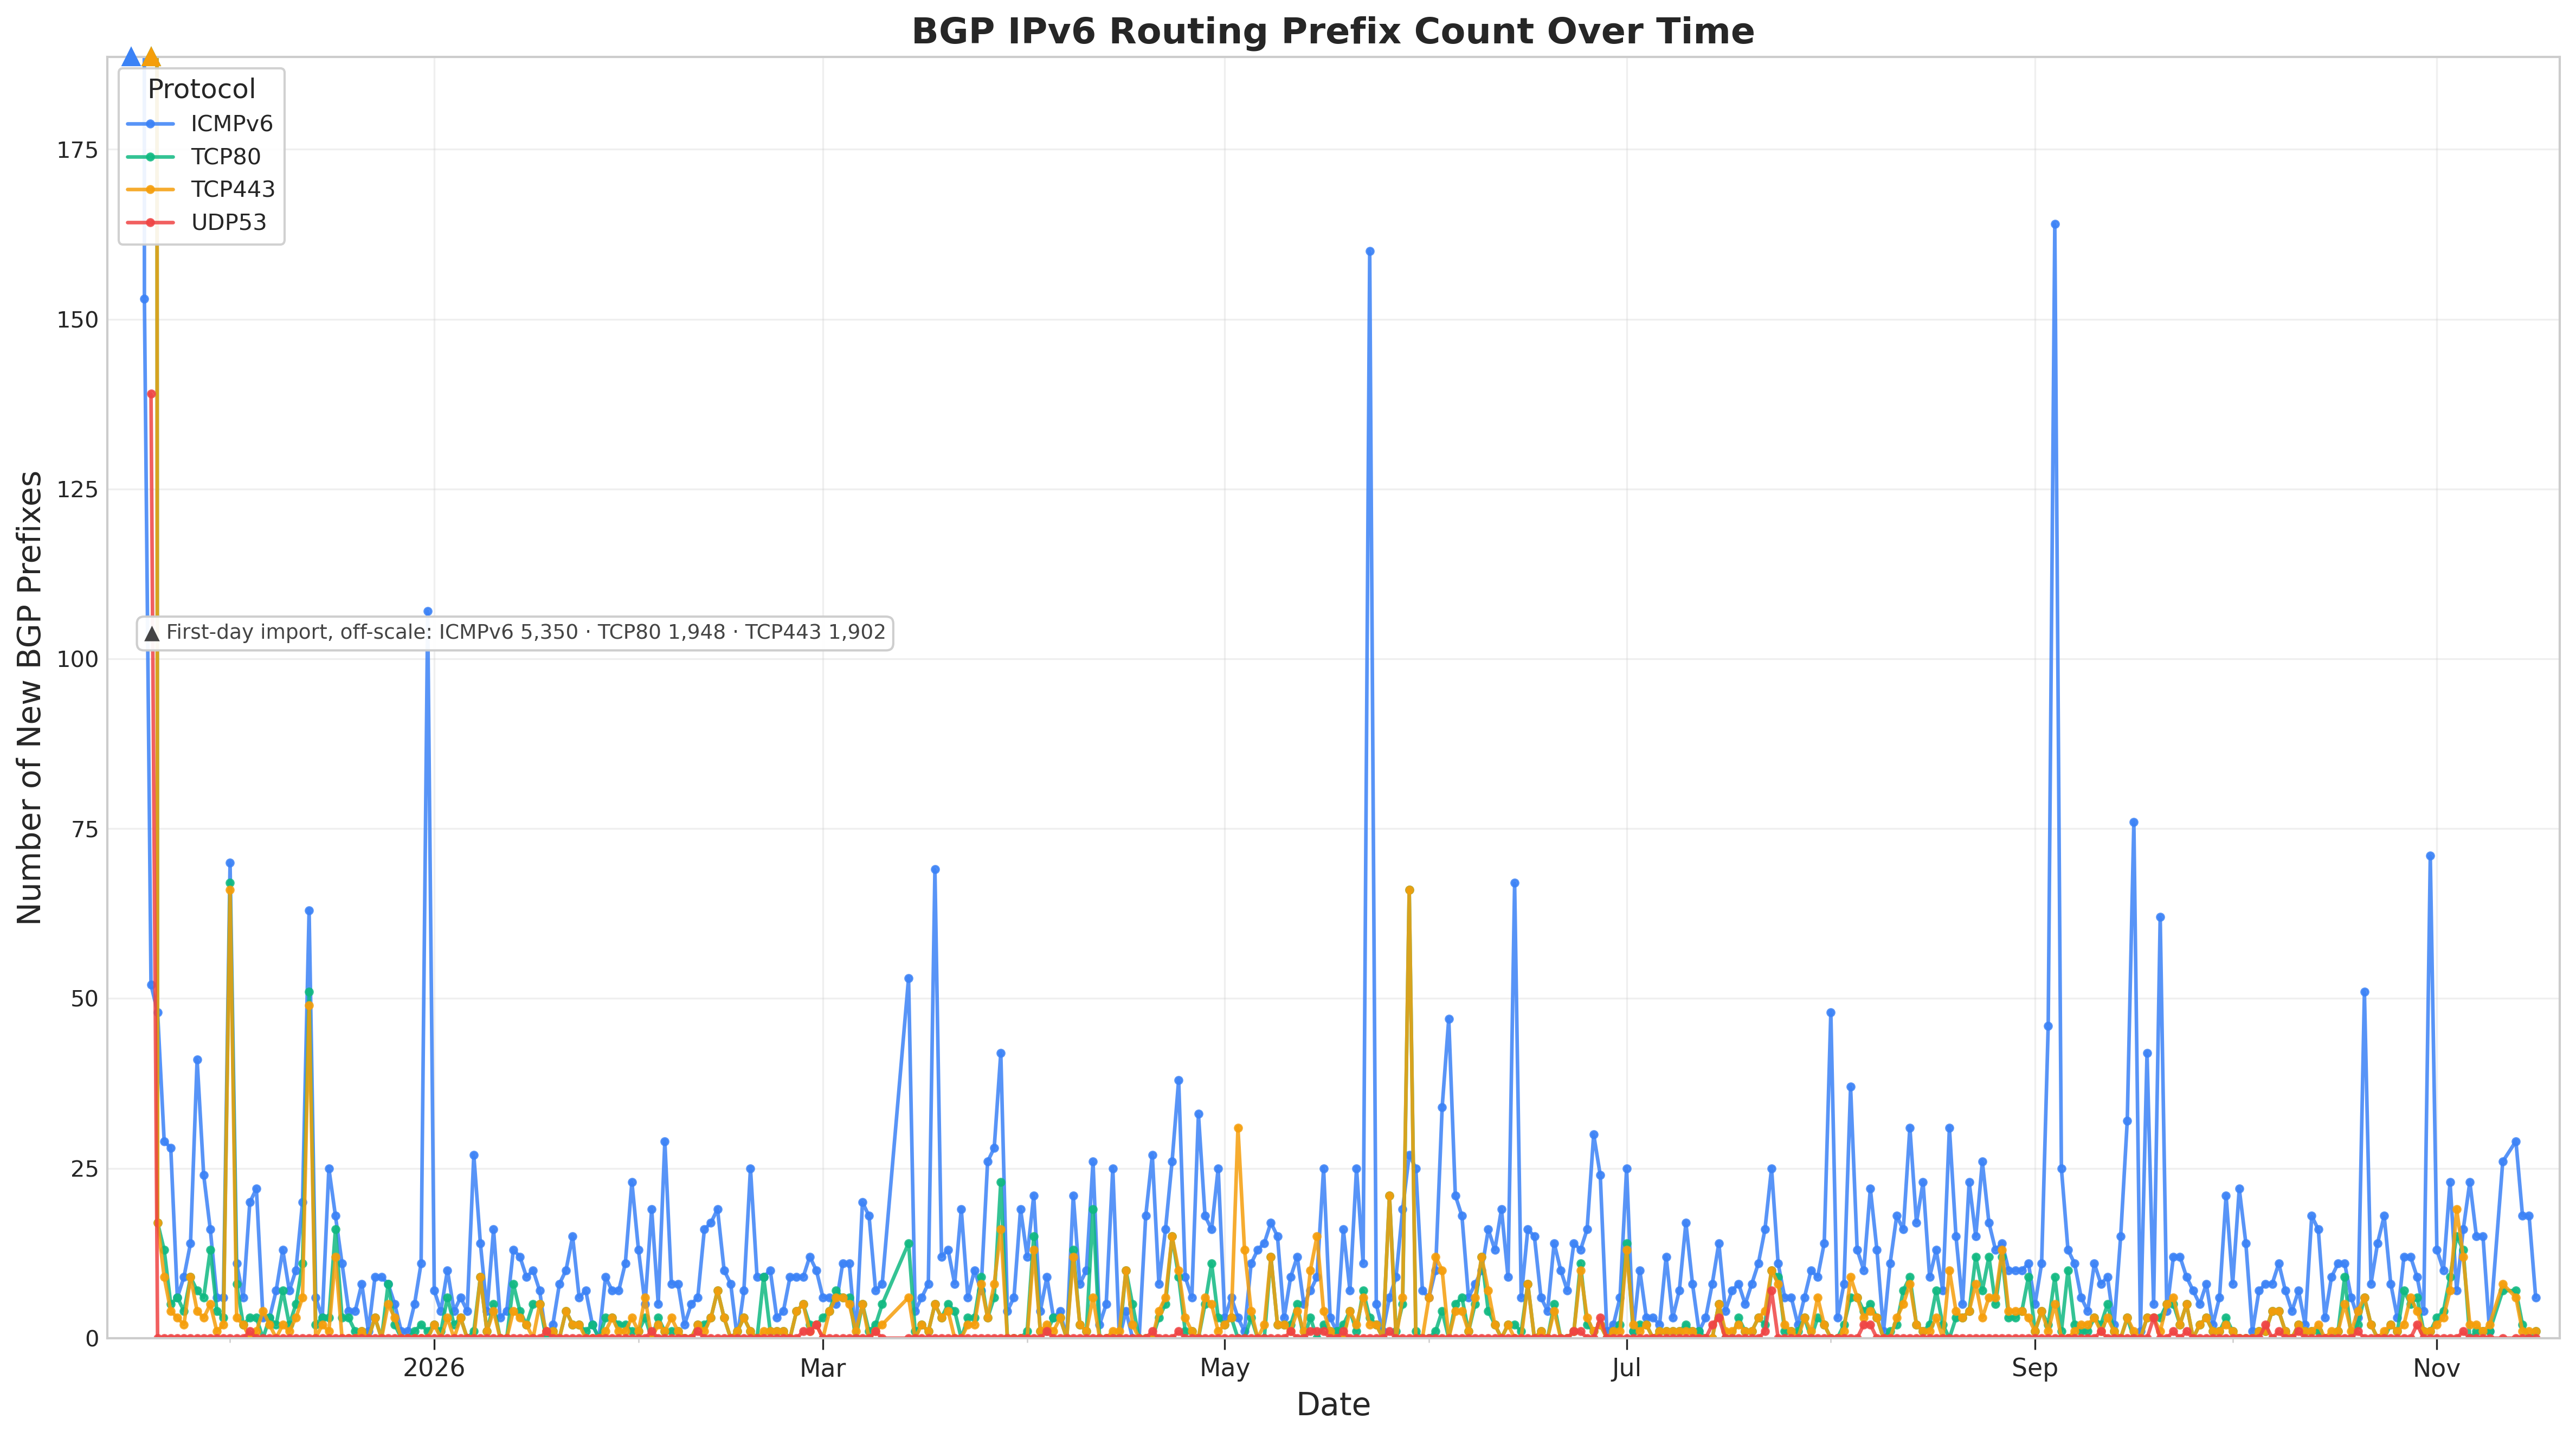 BGP IPv6 Routing Prefix Count Over Time
Protocol
ICMPv6
TCP80
TCP443
UDP53
175
150
125
100
75
50
25
0
Number of New BGP Prefixes
▲ First-day import, off-scale: ICMPv6 5,350 · TCP80 1,948 · TCP443 1,902
2026 Mar May Jul Sep Nov
Date